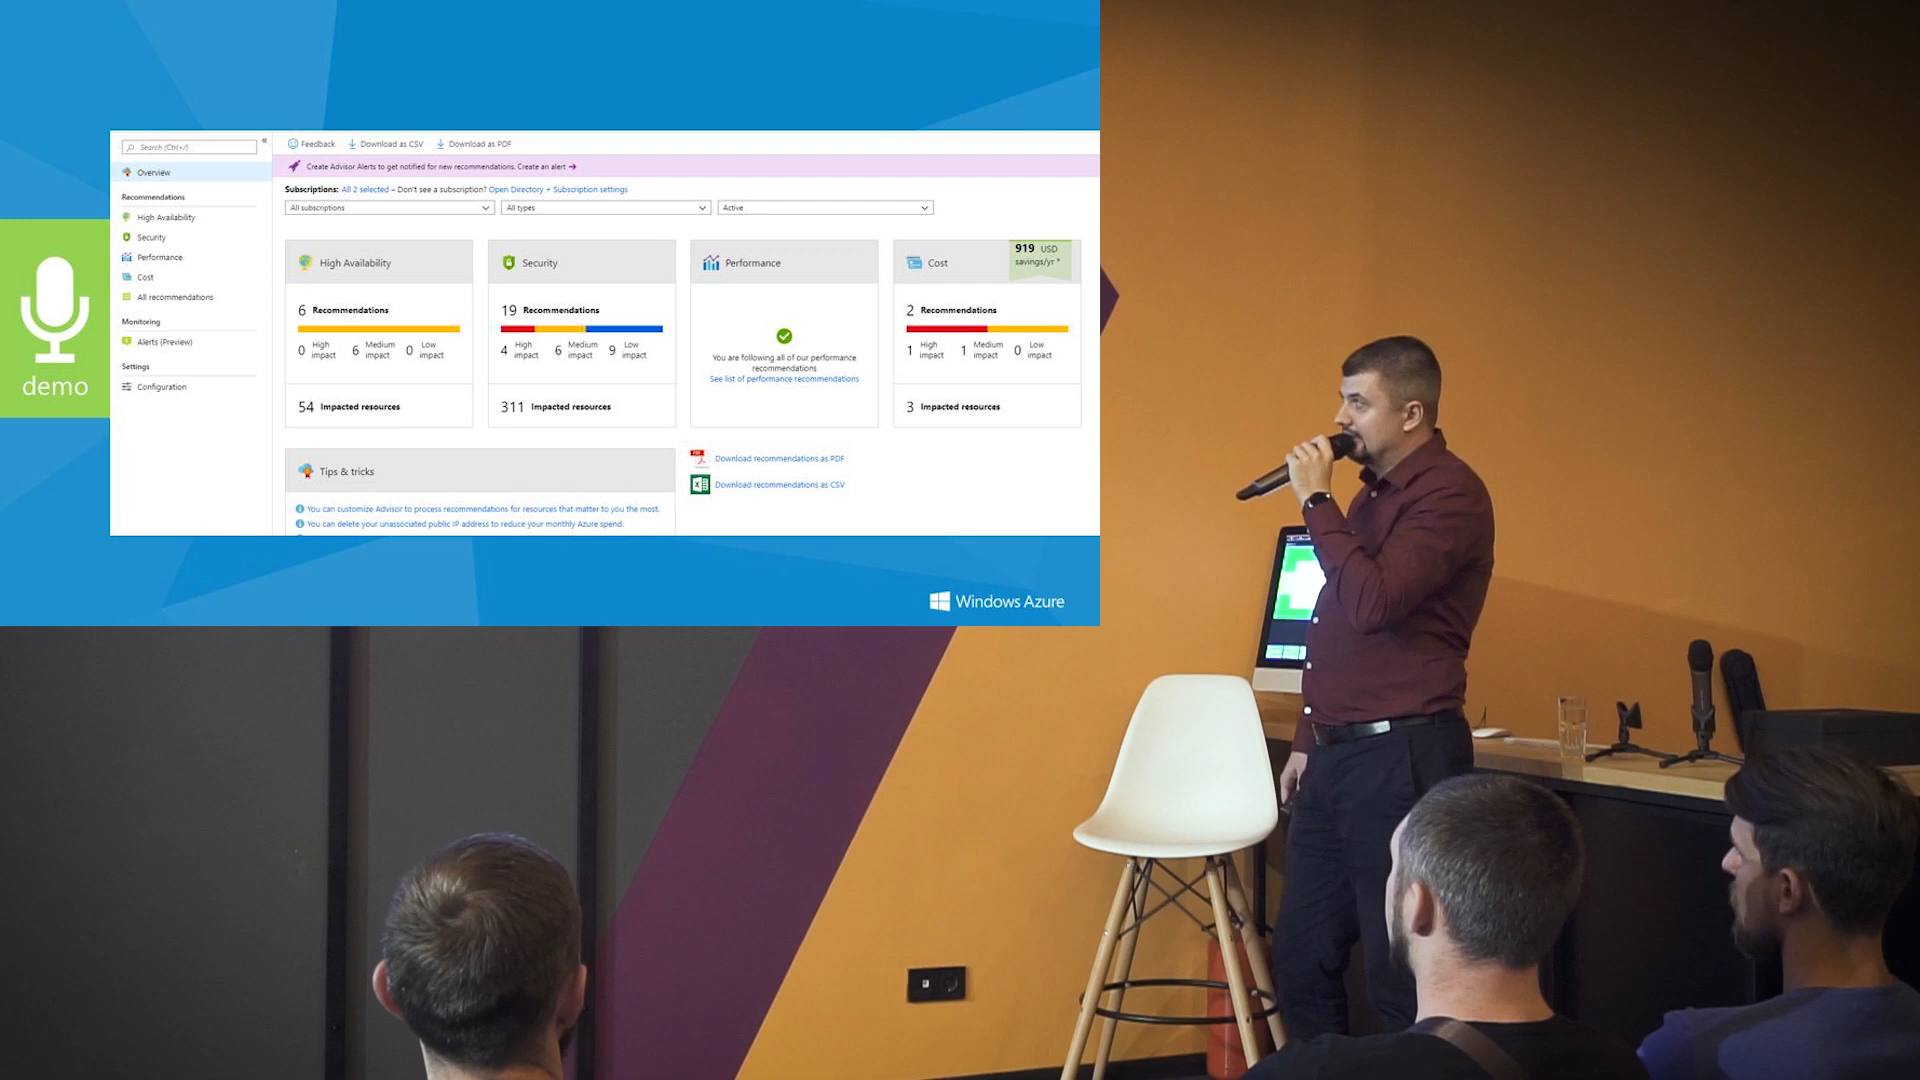 Search (Ctrl+/)
«
Overview
Recommendations
High Availability
Security
Performance
Cost
All recommendations
Monitoring
Alerts (Preview)
Settings
Configuration
demo
Feedback
Download as CSV
Download as PDF
Create Advisor Alerts to get notified for new recommendations. Create an alert →
Subscriptions: All 2 selected – Don't see a subscription? Open Directory + Subscription settings
All subscriptions
All types
Active
High Availability
6 Recommendations
0 High impact
6 Medium impact
0 Low impact
54 Impacted resources
Security
19 Recommendations
4 High impact
6 Medium impact
9 Low impact
311 Impacted resources
Performance
You are following all of our performance
recommendations
See list of performance recommendations
Cost
919 USD
savings/yr *
2 Recommendations
1 High impact
1 Medium impact
0 Low impact
3 Impacted resources
Tips & tricks
You can customize Advisor to process recommendations for resources that matter to you the most.
You can delete your unassociated public IP address to reduce your monthly Azure spend.
Download recommendations as PDF
Download recommendations as CSV
Windows Azure